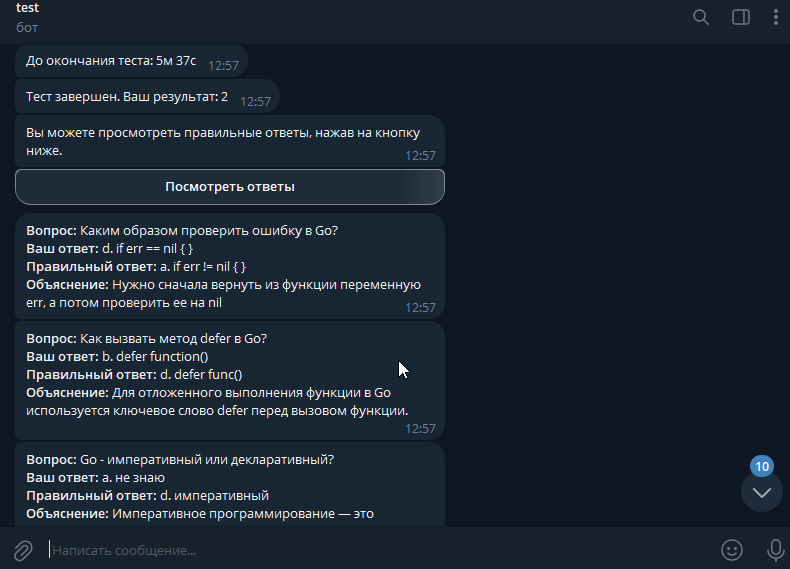 test
бот
До окончания теста: 5м 37с 12:57
Тест завершен. Ваш результат: 2 12:57
Вы можете просмотреть правильные ответы, нажав на кнопку
ниже. 12:57
Посмотреть ответы
Вопрос: Каким образом проверить ошибку в Go?
Ваш ответ: d. if err == nil { }
Правильный ответ: a. if err != nil { }
Объяснение: Нужно сначала вернуть из функции переменную
err, а потом проверить ее на nil 12:57
Вопрос: Как вызвать метод defer в Go?
Ваш ответ: b. defer function()
Правильный ответ: d. defer func()
Объяснение: Для отложенного выполнения функции в Go
используется ключевое слово defer перед вызовом функции.
12:57
Вопрос: Go - императивный или декларативный?
Ваш ответ: a. не знаю
Правильный ответ: d. императивный
Объяснение: Императивное программирование — это
10
Написать сообщение...